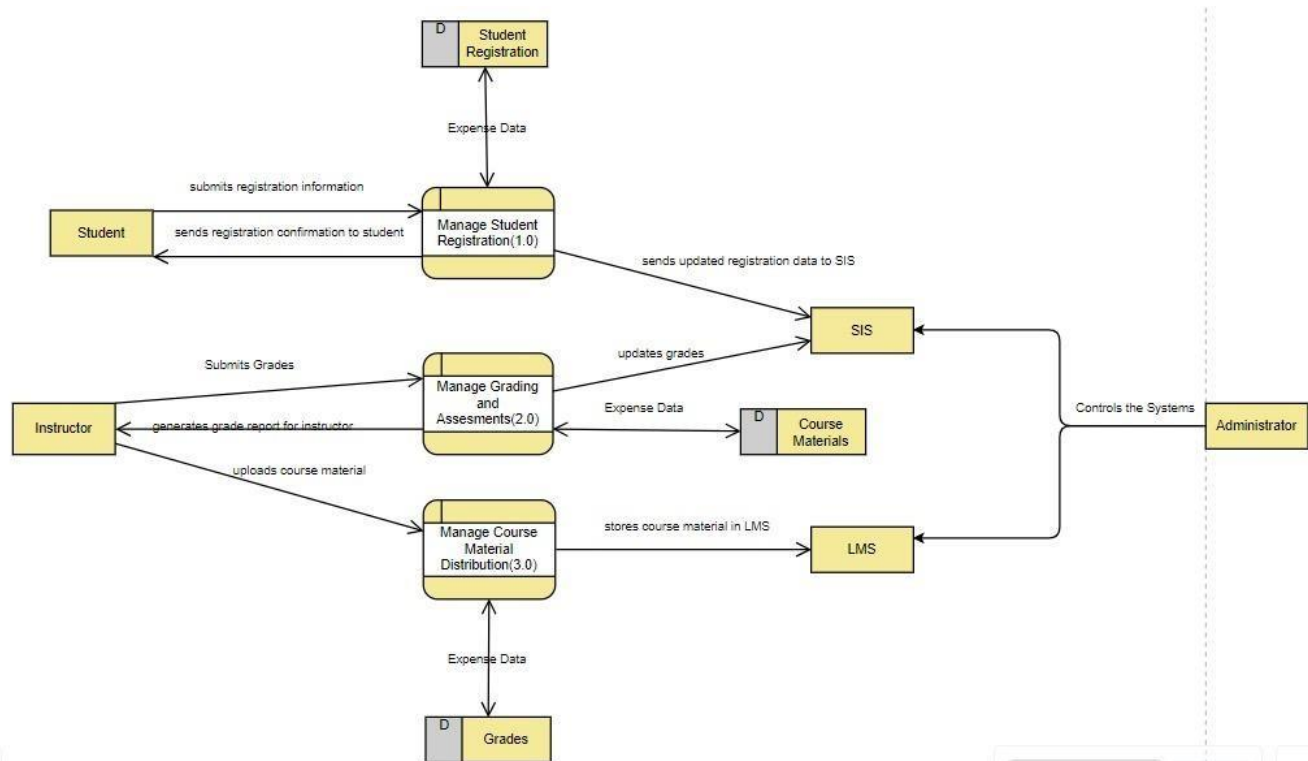 D
Student
Registration
Expense Data
submits registration information
Student
sends registration confirmation to student
Manage Student
Registration(1.0)
sends updated registration data to SIS
SIS
Submits Grades
updates grades
Manage Grading
and
Assesments(2.0)
Expense Data
Controls the Systems
Administrator
Instructor
generates grade report for instructor
D
Course
Materials
uploads course material
Manage Course
Material
Distribution(3.0)
stores course material in LMS
LMS
Expense Data
D
Grades